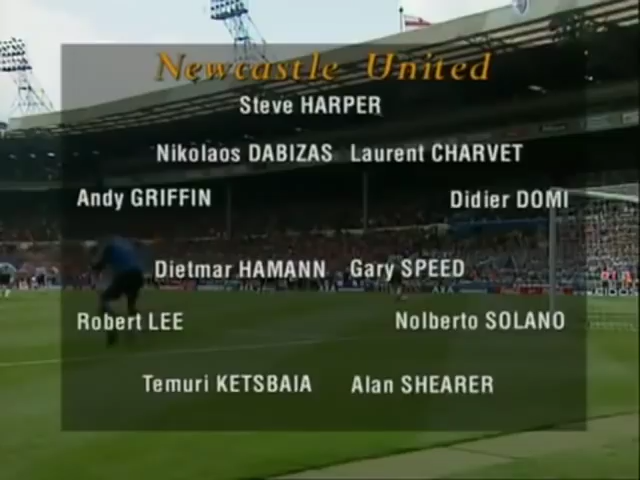 Newcastle United
Steve HARPER
Nikolaos DABIZAS Laurent CHARVET
Andy GRIFFIN Didier DOMI
Dietmar HAMANN Gary SPEED
Robert LEE Nolberto SOLANO
Temuri KETSBAIA Alan SHEARER